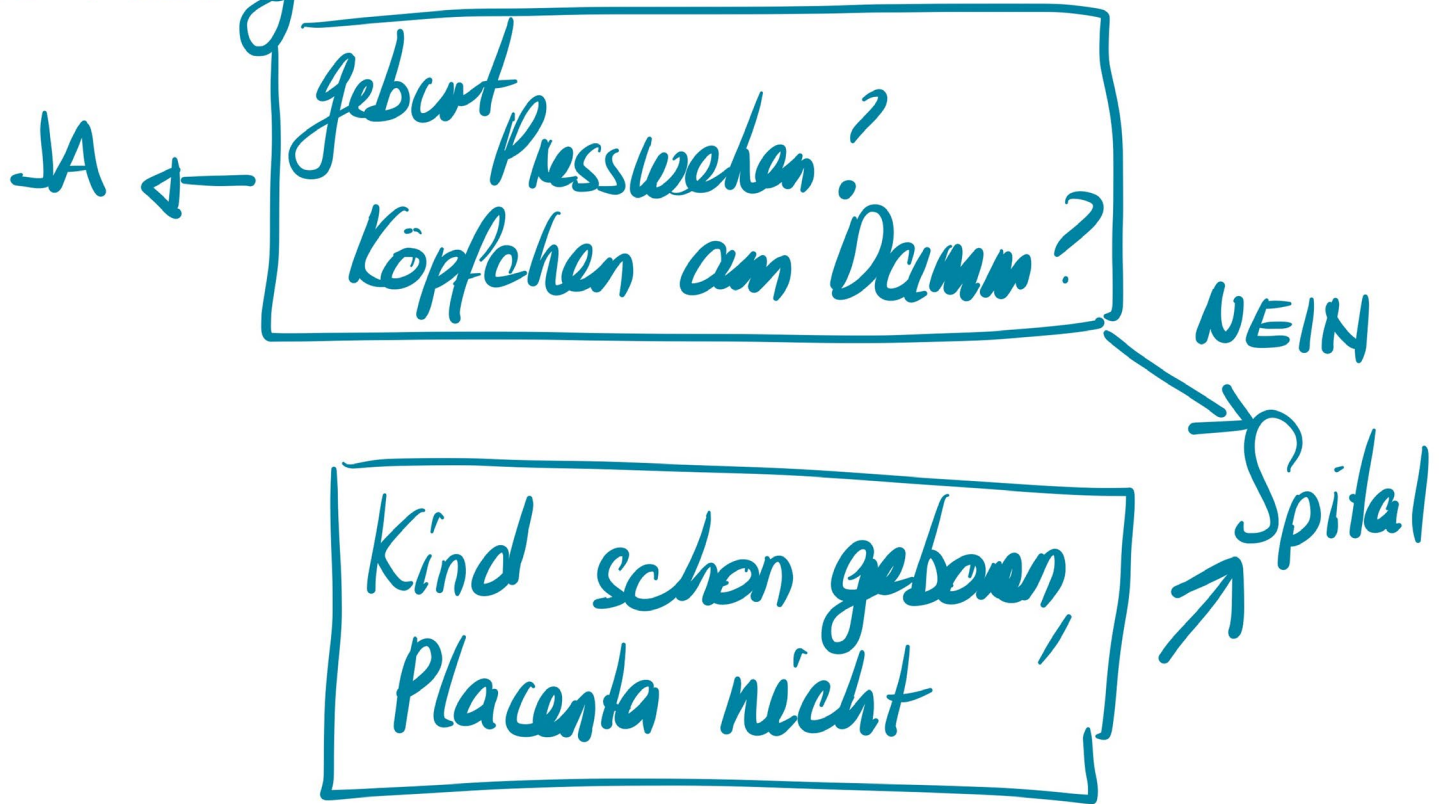 geburt
Presswehen?
JA
Köpfchen am Damm?
NEIN
Spital
Kind schon geboren,
Placenta nicht